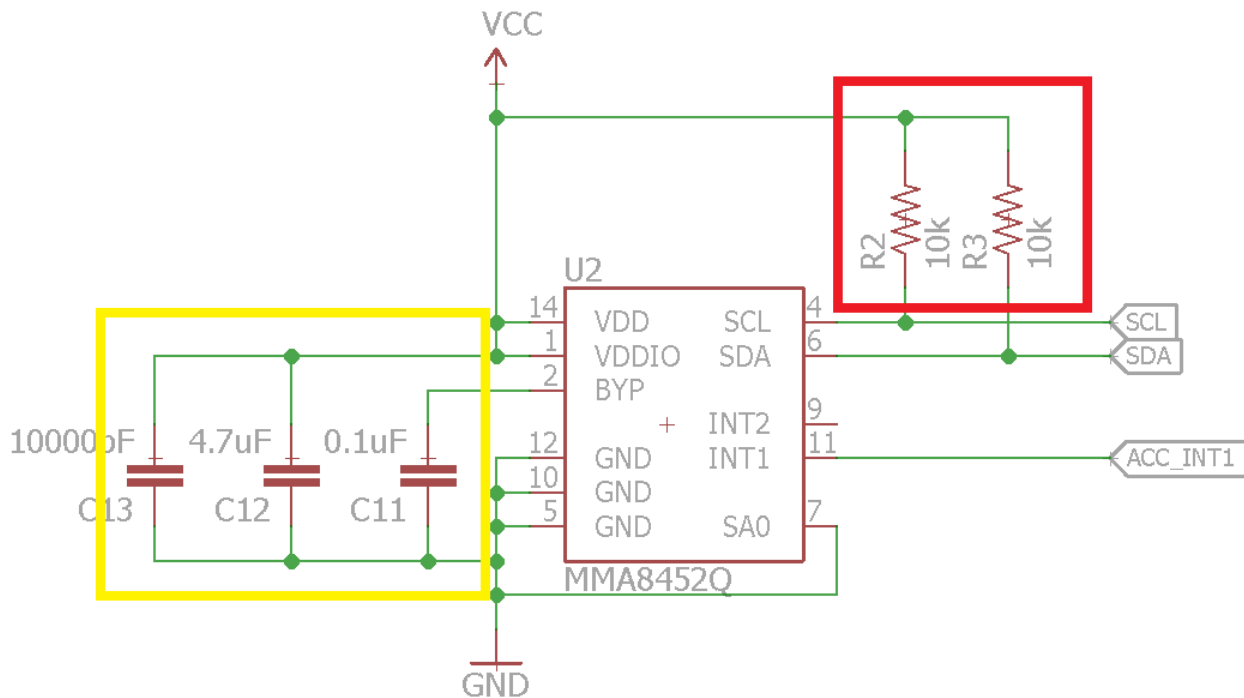 VCC
R2
10k
R3
10k
U2
14 VDD SCL 4 SCL
1 VDDIO SDA 6 SDA
2 BYP
INT2 9
10000pF 4.7uF 0.1uF
12 GND INT1 11 ACC_INT1
C13 C12 C11
10 GND
5 GND SA0 7
MMA8452Q
GND